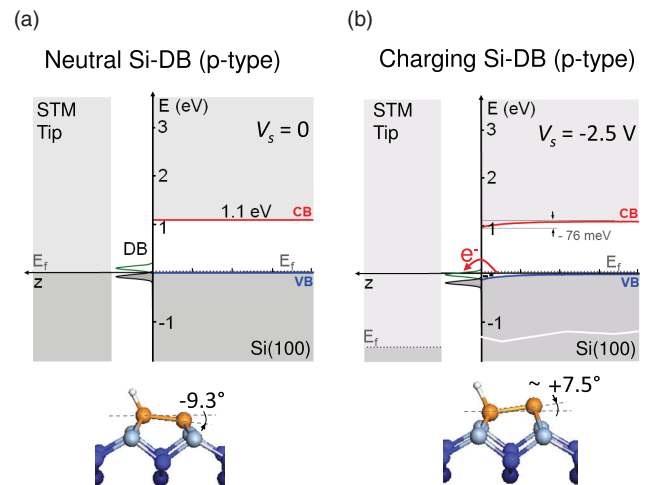 (a)
Neutral Si-DB (p-type)
STM
Tip
E (eV)
3
Vs = 0
2
1.1 eV
CB
1
DB
Ef
Ef
z
VB
-1
Si(100)
-9.3°
(b)
Charging Si-DB (p-type)
STM
Tip
E (eV)
3
Vs = -2.5 V
2
CB
1
- 76 meV
e-
Ef
z
VB
-1
Ef
Si(100)
~ +7.5°